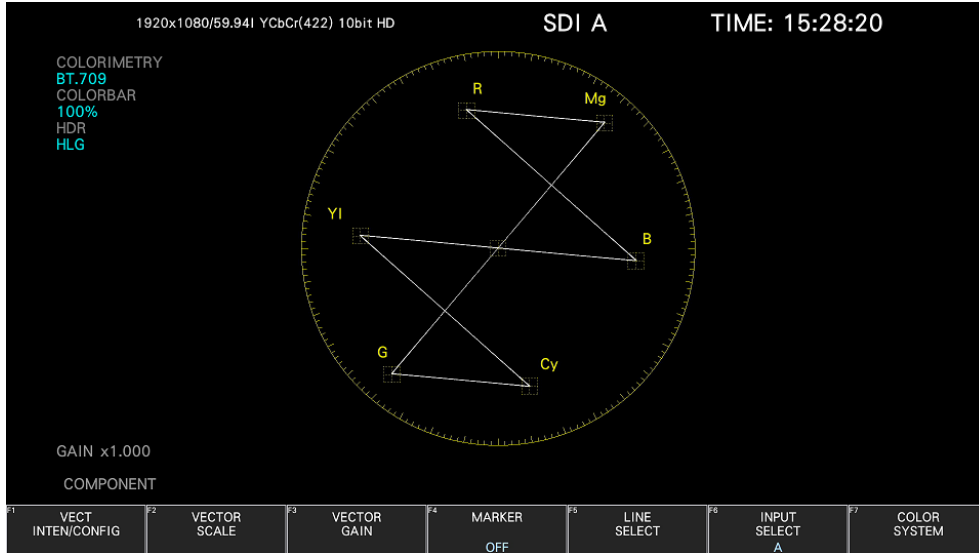 1920x1080/59.94I YCbCr(422) 10bit HD
SDI A
TIME: 15:28:20
COLORIMETRY
BT.709
COLORBAR
100%
HDR
HLG
R
Mg
Yl
B
G
Cy
GAIN x1.000
COMPONENT
F1 VECT
INTEN/CONFIG
F2 VECTOR
SCALE
F3 VECTOR
GAIN
F4 MARKER
OFF
F5 LINE
SELECT
F6 INPUT
SELECT
A
F7 COLOR
SYSTEM